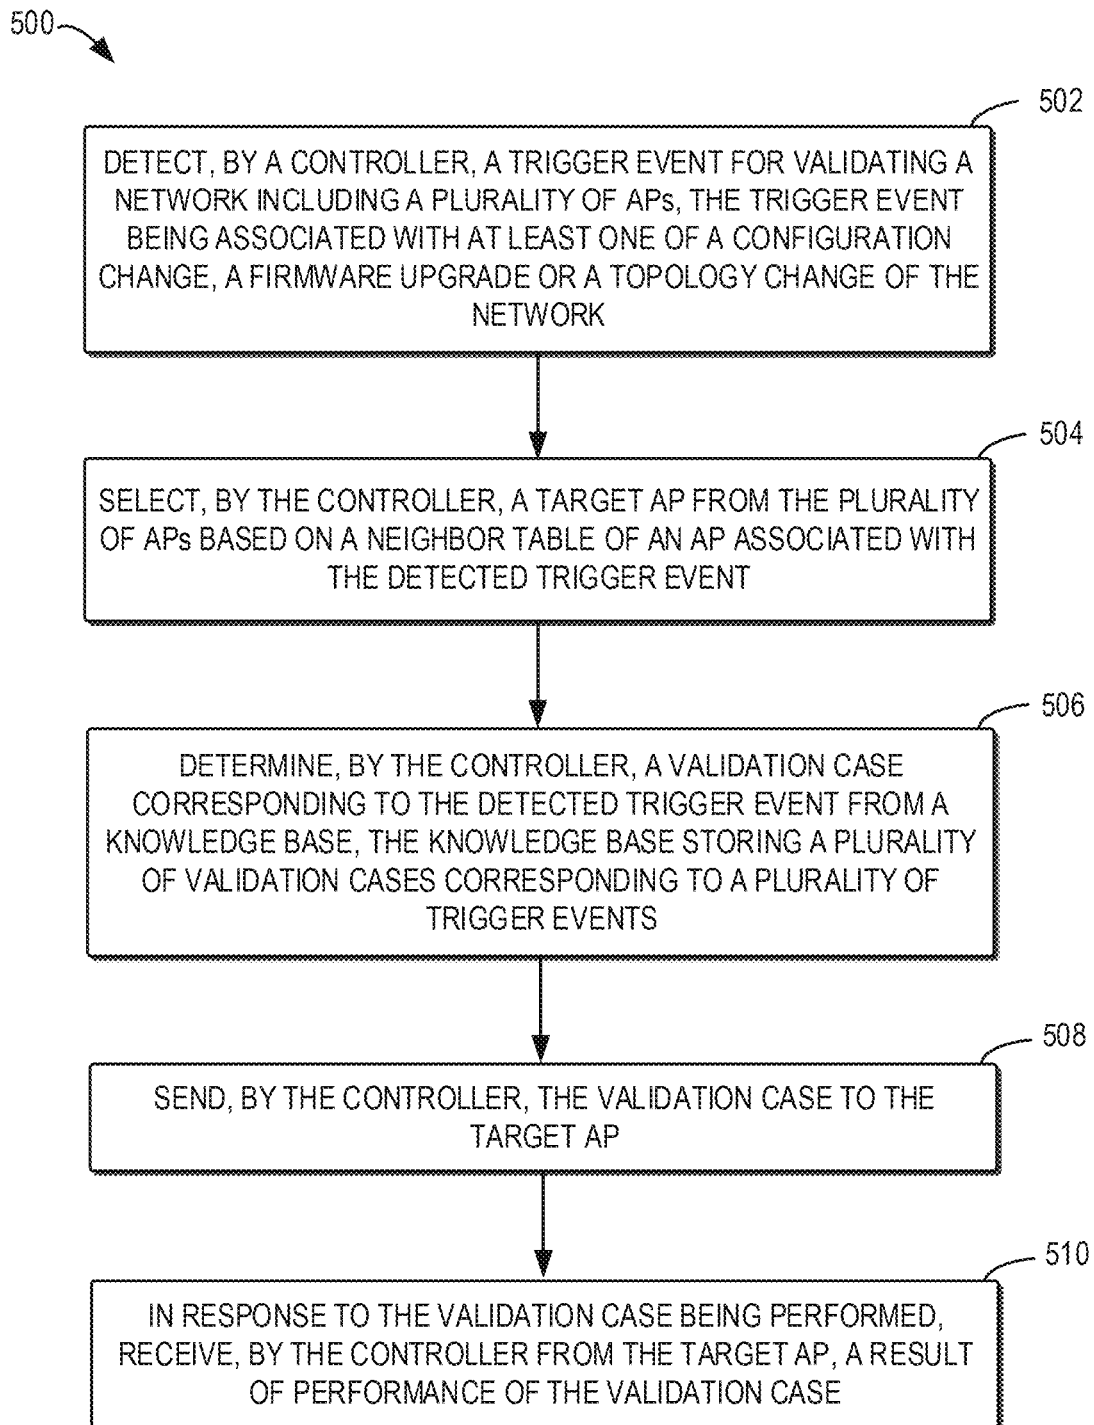 500
502
DETECT, BY A CONTROLLER, A TRIGGER EVENT FOR VALIDATING A
NETWORK INCLUDING A PLURALITY OF APs, THE TRIGGER EVENT
BEING ASSOCIATED WITH AT LEAST ONE OF A CONFIGURATION
CHANGE, A FIRMWARE UPGRADE OR A TOPOLOGY CHANGE OF THE
NETWORK
504
SELECT, BY THE CONTROLLER, A TARGET AP FROM THE PLURALITY
OF APs BASED ON A NEIGHBOR TABLE OF AN AP ASSOCIATED WITH
THE DETECTED TRIGGER EVENT
506
DETERMINE, BY THE CONTROLLER, A VALIDATION CASE
CORRESPONDING TO THE DETECTED TRIGGER EVENT FROM A
KNOWLEDGE BASE, THE KNOWLEDGE BASE STORING A PLURALITY
OF VALIDATION CASES CORRESPONDING TO A PLURALITY OF
TRIGGER EVENTS
508
SEND, BY THE CONTROLLER, THE VALIDATION CASE TO THE
TARGET AP
510
IN RESPONSE TO THE VALIDATION CASE BEING PERFORMED,
RECEIVE, BY THE CONTROLLER FROM THE TARGET AP, A RESULT
OF PERFORMANCE OF THE VALIDATION CASE